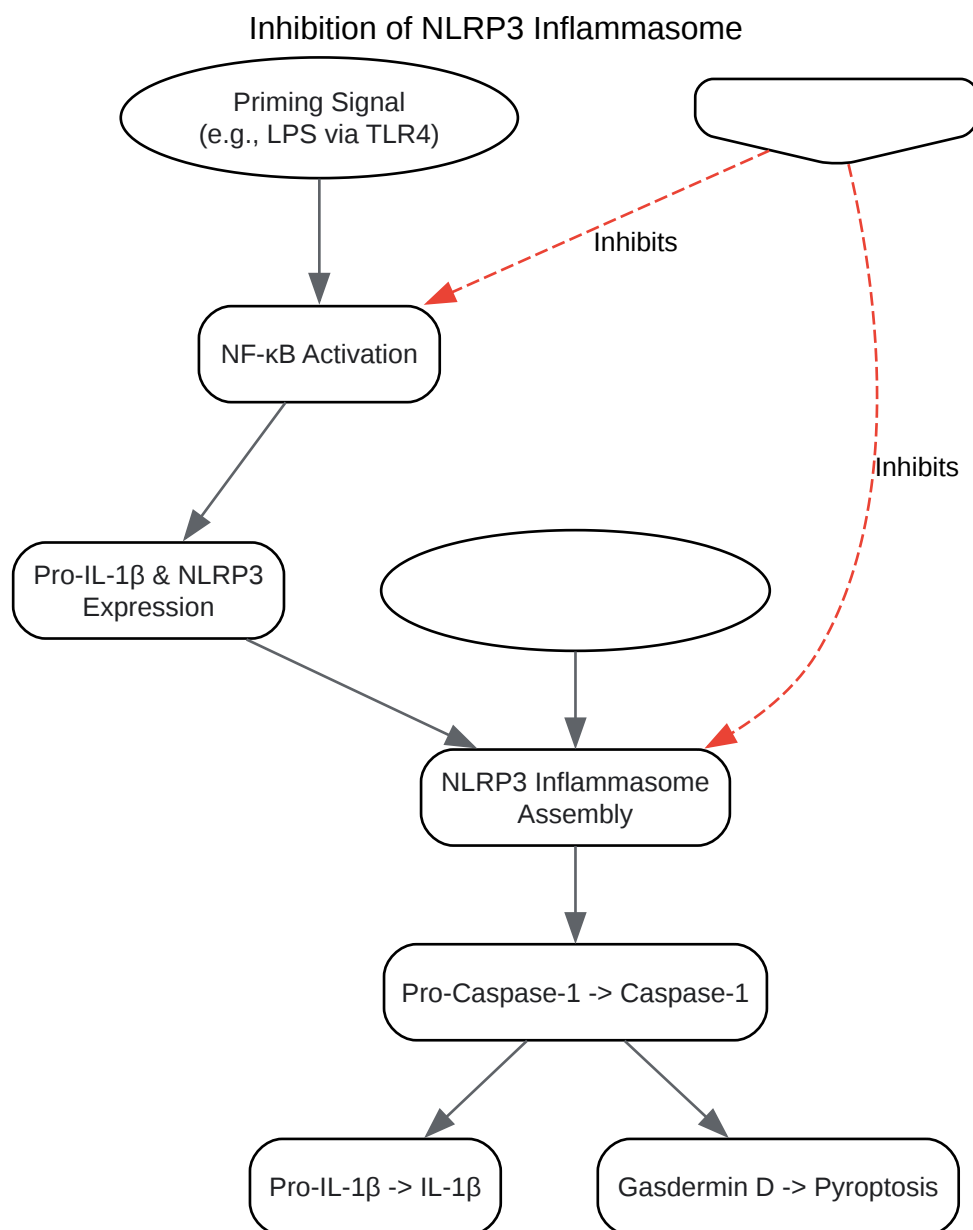 Inhibition of NLRP3 Inflammasome
Priming Signal
(e.g., LPS via TLR4)
Inhibits
NF-κB Activation
Inhibits
Pro-IL-1β & NLRP3
Expression
NLRP3 Inflammasome
Assembly
Pro-Caspase-1 -> Caspase-1
Pro-IL-1β -> IL-1β
Gasdermin D -> Pyroptosis